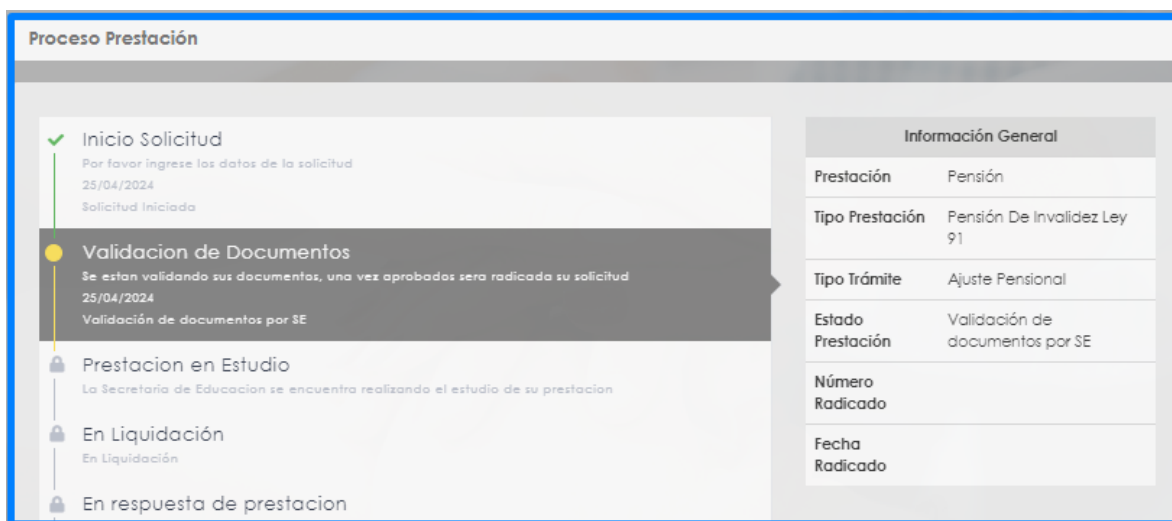 Proceso Prestación
Inicio Solicitud
Por favor ingrese los datos de la solicitud
25/04/2024
Solicitud Iniciada
Validacion de Documentos
Se estan validando sus documentos, una vez aprobados sera radicada su solicitud
25/04/2024
Validación de documentos por SE
Prestacion en Estudio
La Secretaria de Educacion se encuentra realizando el estudio de su prestacion
En Liquidación
En Liquidación
En respuesta de prestacion
Información General
Prestación Pensión
Tipo Prestación Pensión De Invalidez Ley
91
Tipo Trámite Ajuste Pensional
Estado Validación de
Prestación documentos por SE
Número
Radicado
Fecha
Radicado